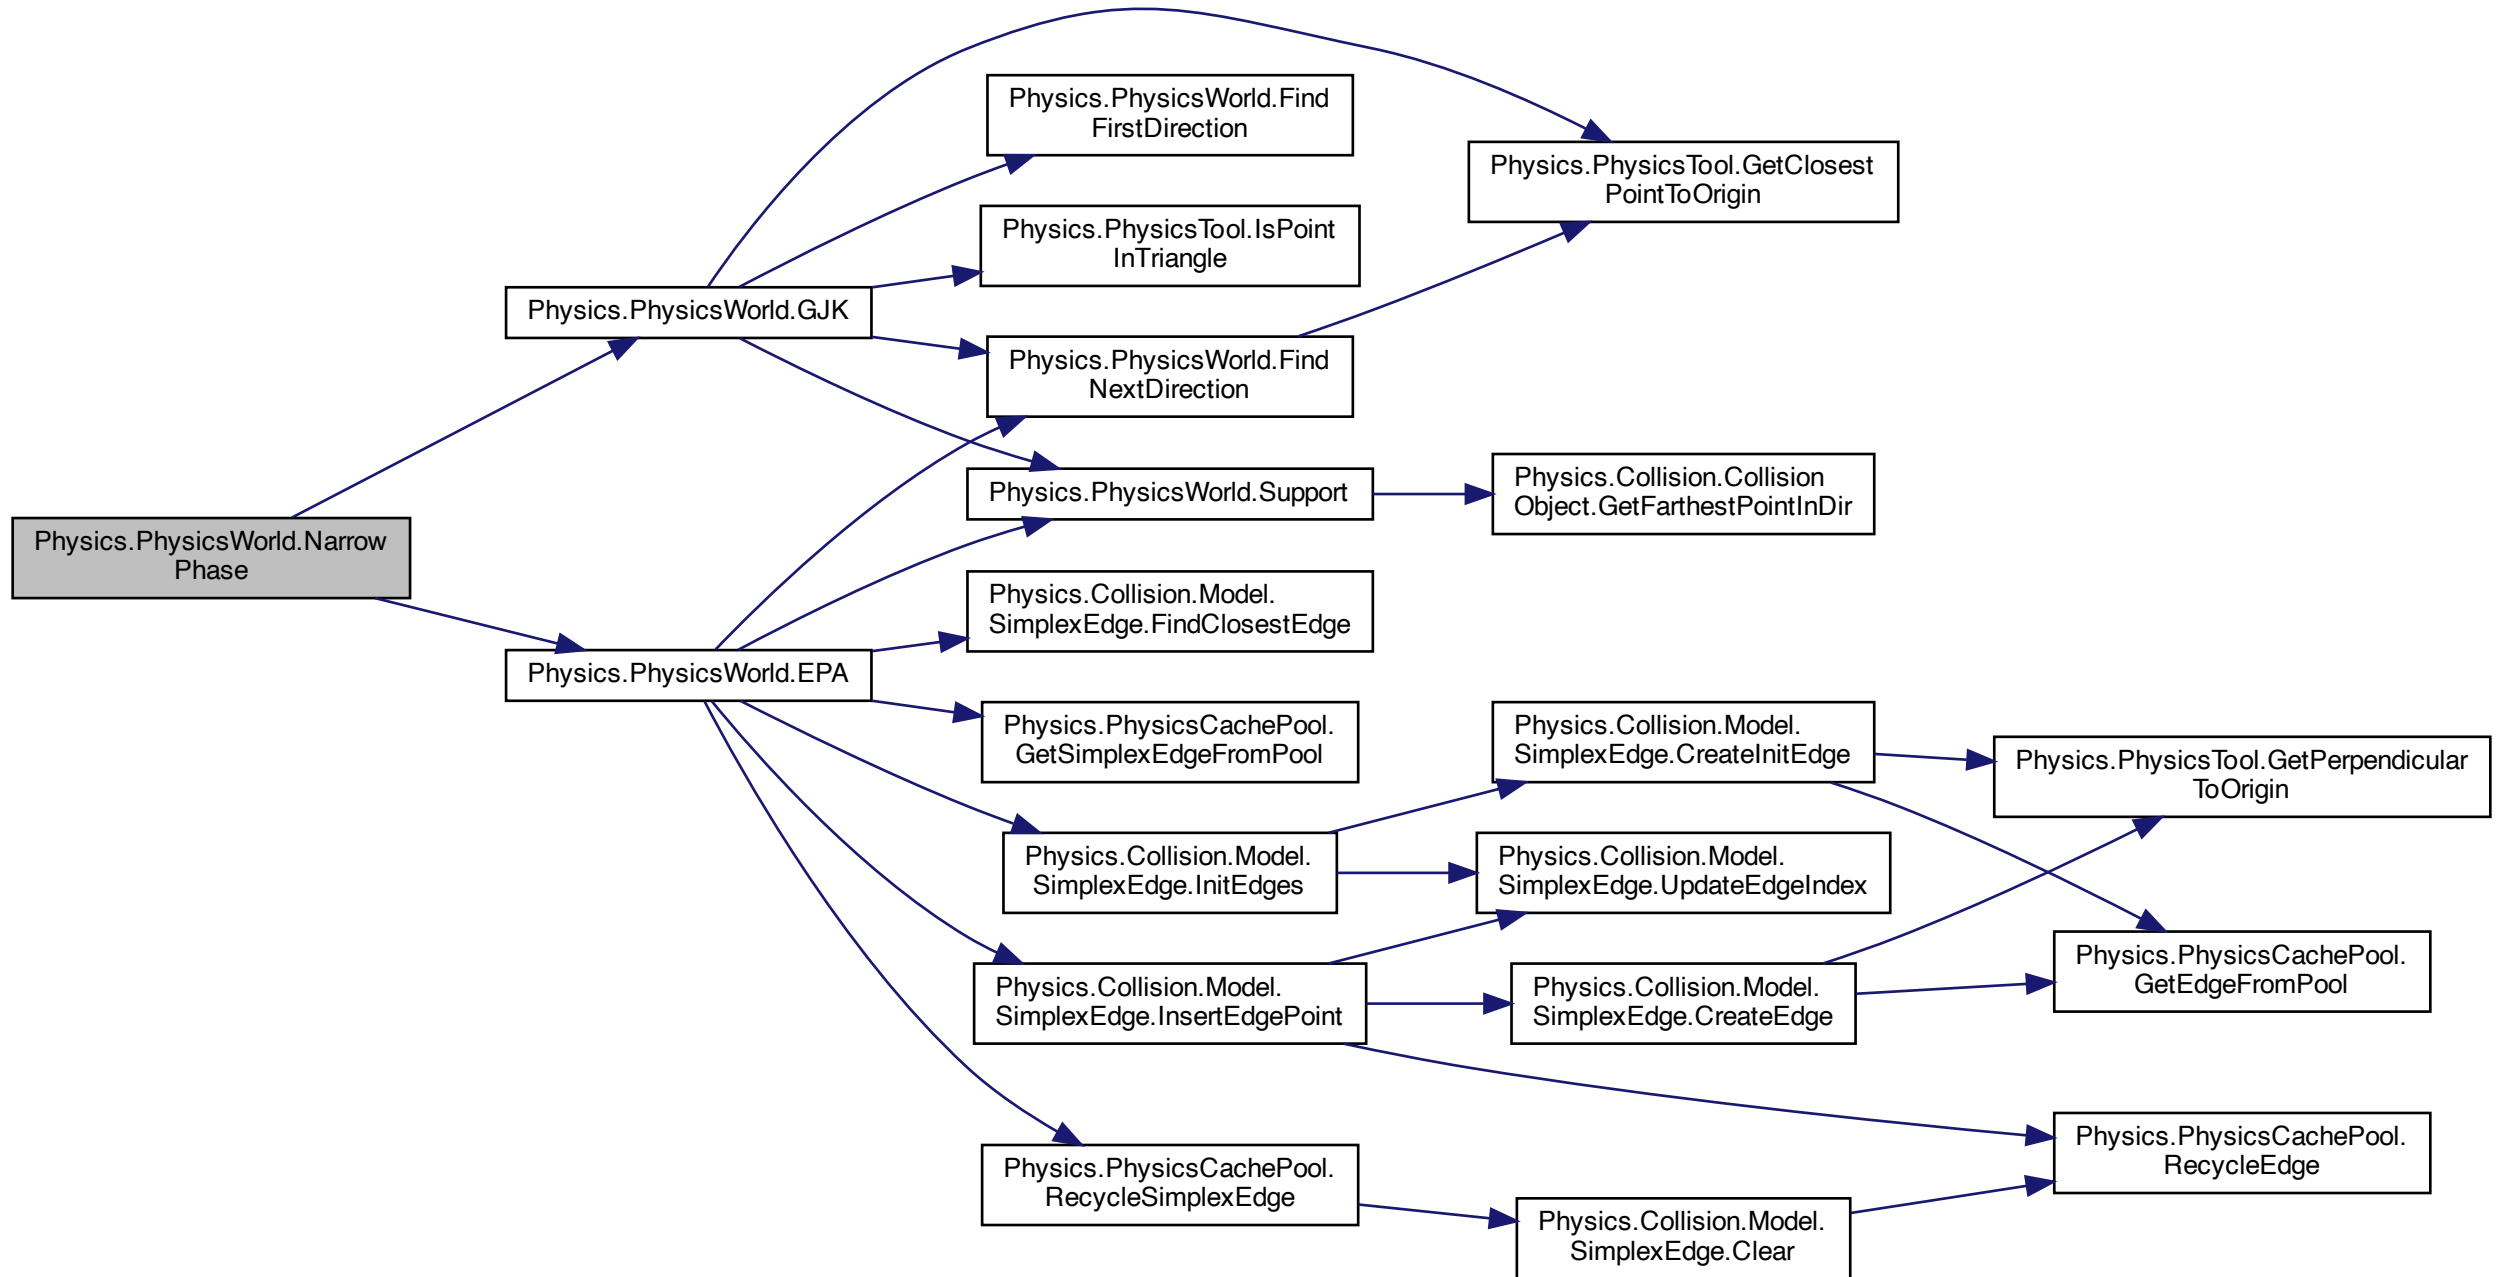 Physics.PhysicsWorld.Narrow
Phase
Physics.PhysicsWorld.GJK
Physics.PhysicsWorld.EPA
Physics.PhysicsWorld.Find
FirstDirection
Physics.PhysicsTool.IsPoint
InTriangle
Physics.PhysicsWorld.Find
NextDirection
Physics.PhysicsWorld.Support
Physics.Collision.Model.
SimplexEdge.FindClosestEdge
Physics.PhysicsCachePool.
GetSimplexEdgeFromPool
Physics.Collision.Model.
SimplexEdge.InitEdges
Physics.Collision.Model.
SimplexEdge.InsertEdgePoint
Physics.PhysicsCachePool.
RecycleSimplexEdge
Physics.PhysicsTool.GetClosest
PointToOrigin
Physics.Collision.Collision
Object.GetFarthestPointInDir
Physics.Collision.Model.
SimplexEdge.CreateInitEdge
Physics.Collision.Model.
SimplexEdge.UpdateEdgeIndex
Physics.Collision.Model.
SimplexEdge.CreateEdge
Physics.Collision.Model.
SimplexEdge.Clear
Physics.PhysicsTool.GetPerpendicular
ToOrigin
Physics.PhysicsCachePool.
GetEdgeFromPool
Physics.PhysicsCachePool.
RecycleEdge